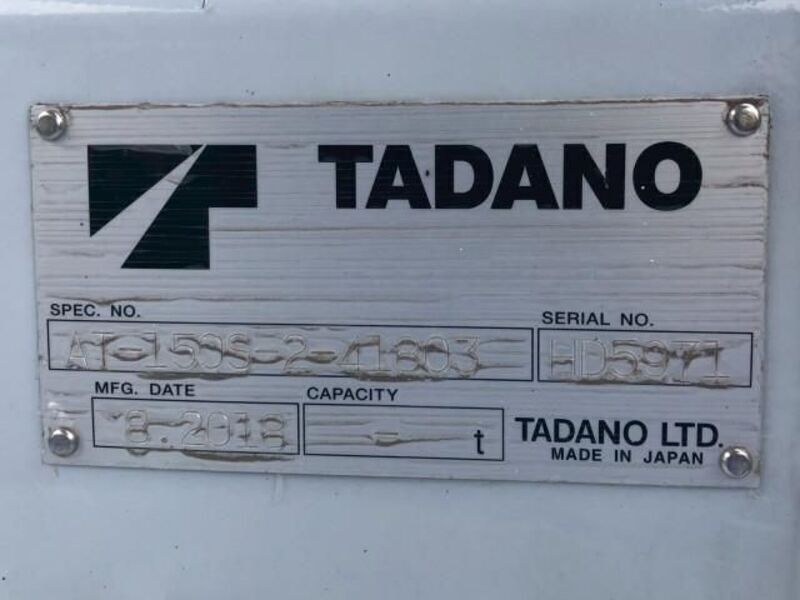 TADANO
SPEC. NO.
AT-150S-2-41803
SERIAL NO.
HD5971
MFG. DATE
8.2018
CAPACITY
- t
TADANO LTD.
MADE IN JAPAN